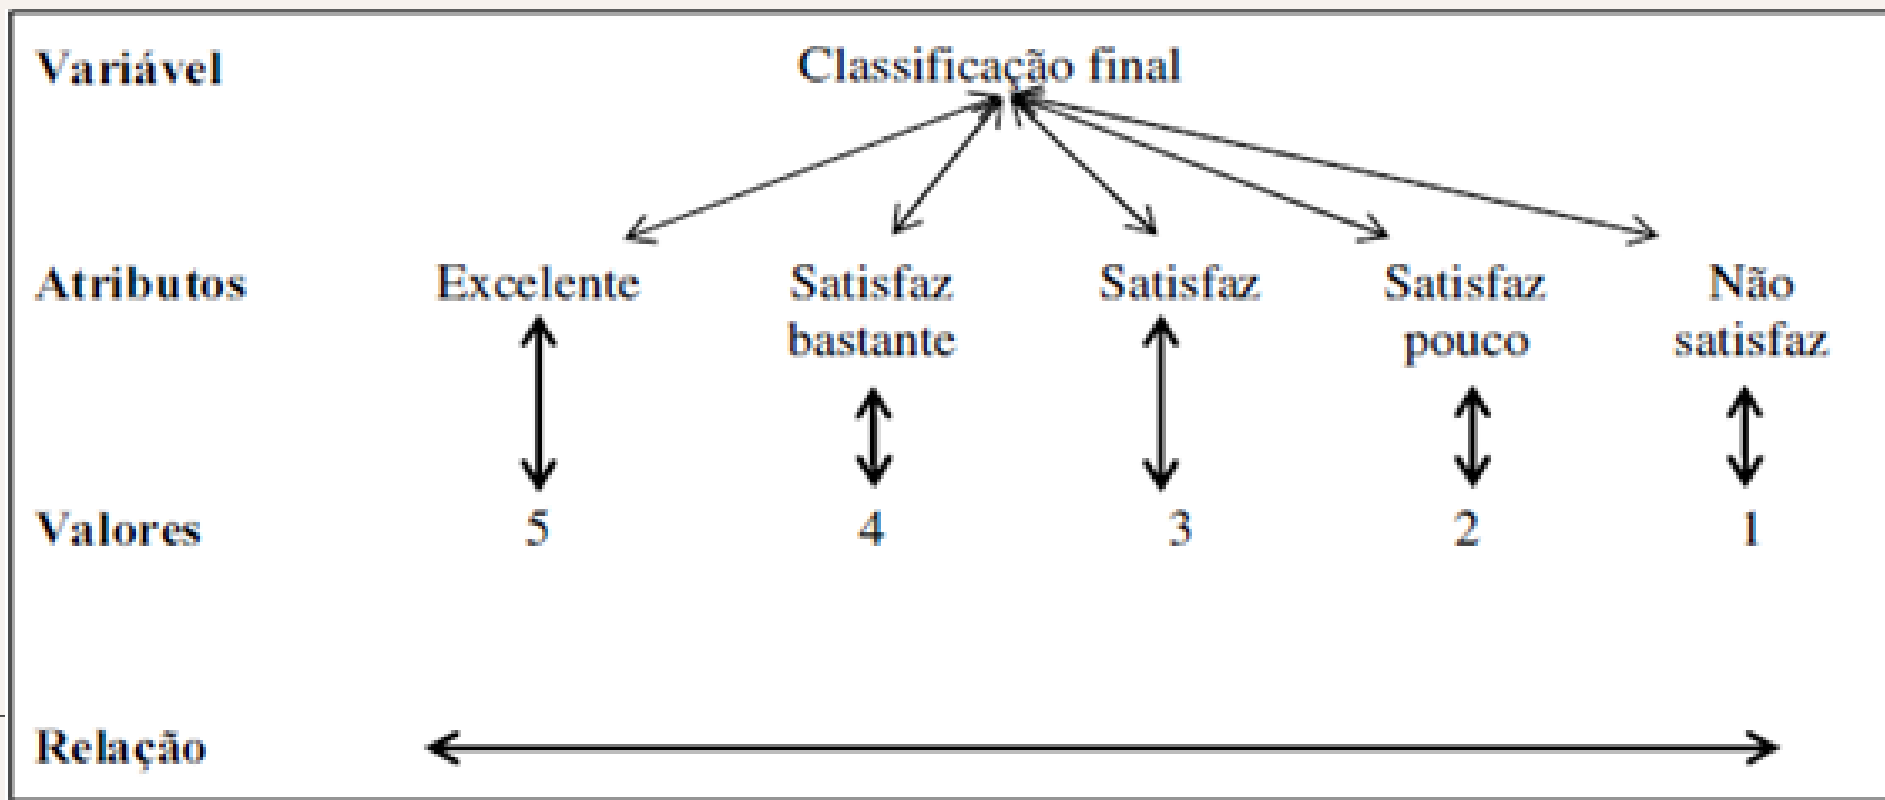 Variável Classificação final
Atributos Excelente Satisfaz Satisfaz Satisfaz Não
bastante pouco satisfaz
Valores 5 4 3 2 1
Relação